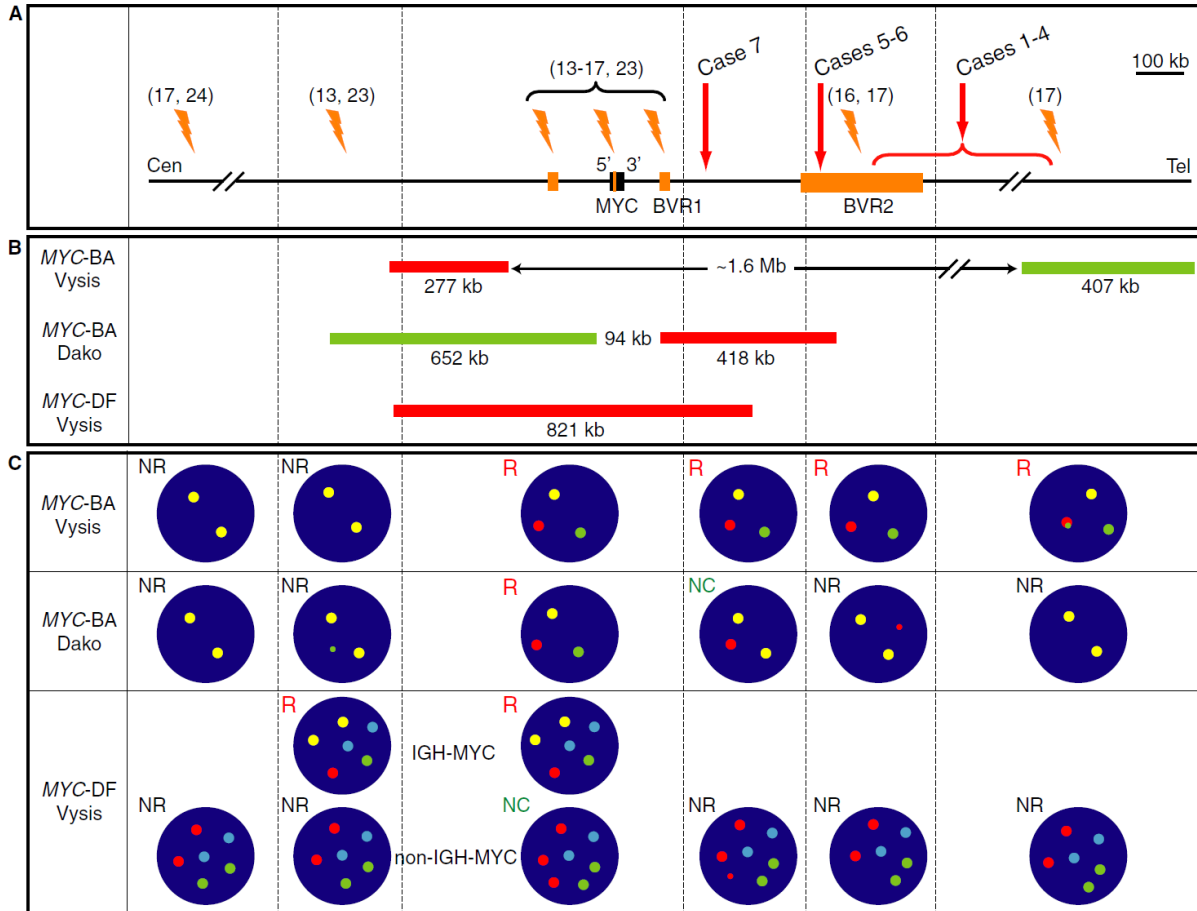 A
(17, 24)
(13, 23)
(13-17, 23)
Case 7
Cases 5-6
(16, 17)
Cases 1-4
(17)
100 kb
Cen
5’ 3’
Tel
MYC
BVR1
BVR2
B
MYC-BA
Vysis
277 kb
~1.6 Mb
407 kb
MYC-BA
Dako
652 kb
94 kb
418 kb
MYC-DF
Vysis
821 kb
C
MYC-BA
Vysis
NR
NR
R
R
R
R
MYC-BA
Dako
NR
NR
R
NC
NR
NR
MYC-DF
Vysis
R
IGH-MYC
R
NR
NR
non-IGH-MYC
NC
NR
NR
NR